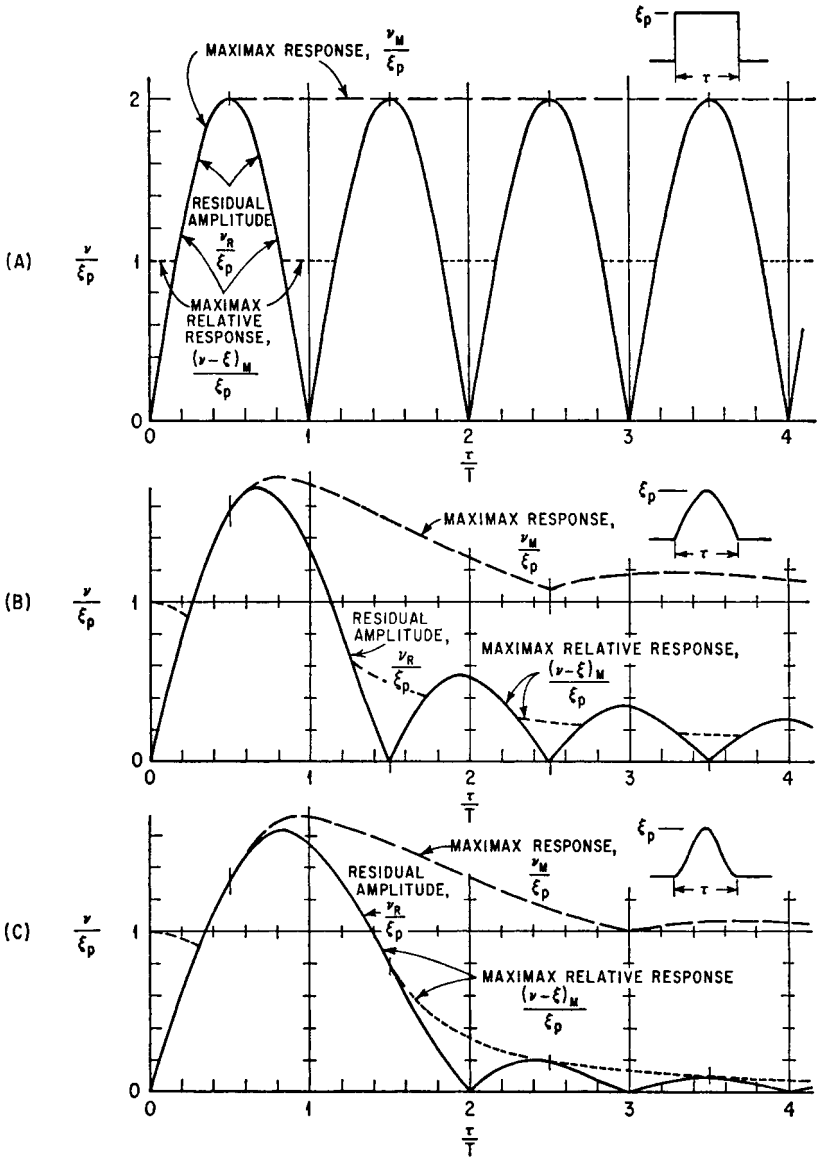 MAXIMAX RESPONSE, ν_M/ξ_p
ξ_p
τ
2
RESIDUAL
AMPLITUDE
ν_R/ξ_p
(A)
ν/ξ_p
1
MAXIMAX
RELATIVE
RESPONSE,
(ν-ξ)_M/ξ_p
0
0 1 2 3 4
τ/T
ξ_p
τ
MAXIMAX RESPONSE,
ν_M/ξ_p
(B)
ν/ξ_p
1
RESIDUAL
AMPLITUDE,
ν_R/ξ_p
MAXIMAX RELATIVE RESPONSE,
(ν-ξ)_M/ξ_p
0
0 1 2 3 4
τ/T
ξ_p
τ
MAXIMAX RESPONSE,
ν_M/ξ_p
RESIDUAL
AMPLITUDE,
ν_R/ξ_p
(C)
ν/ξ_p
1
MAXIMAX RELATIVE RESPONSE
(ν-ξ)_M/ξ_p
0
0 1 2 3 4
τ/T